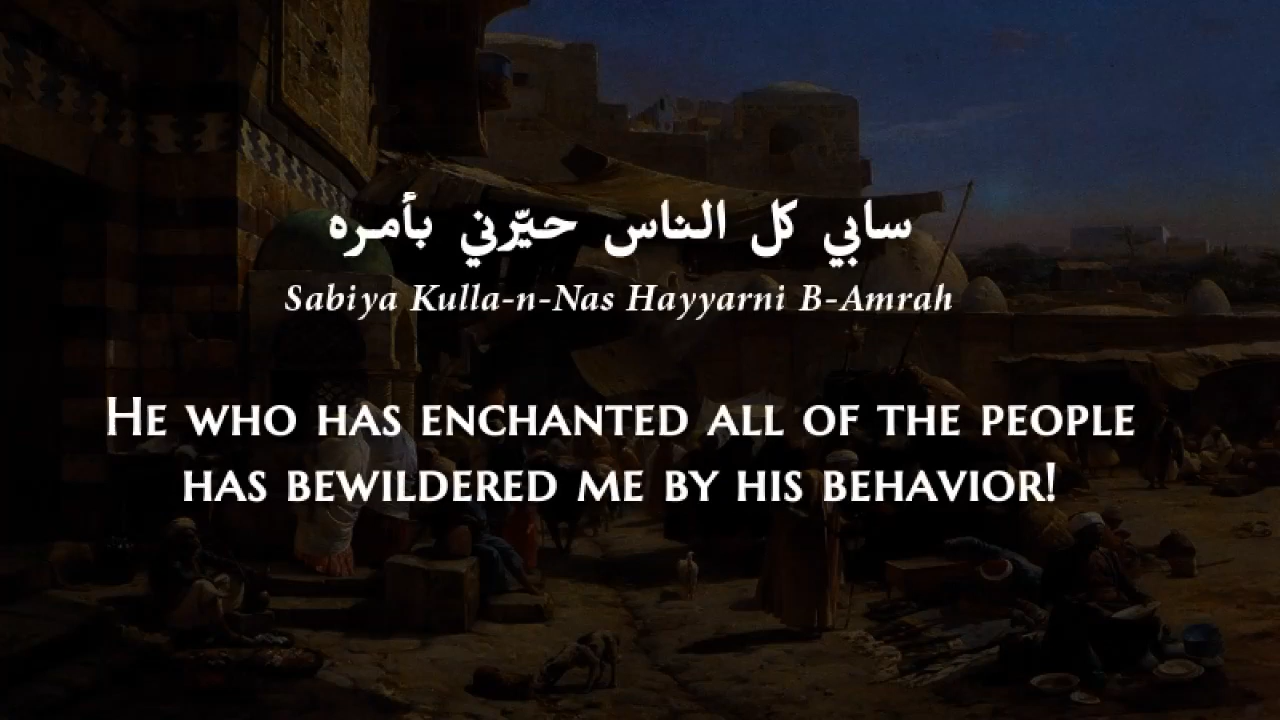 سابي كل الناس حيّرني بأمره
Sabiya Kulla-n-Nas Hayyarni B-Amrah
He who has enchanted all of the people
has bewildered me by his behavior!